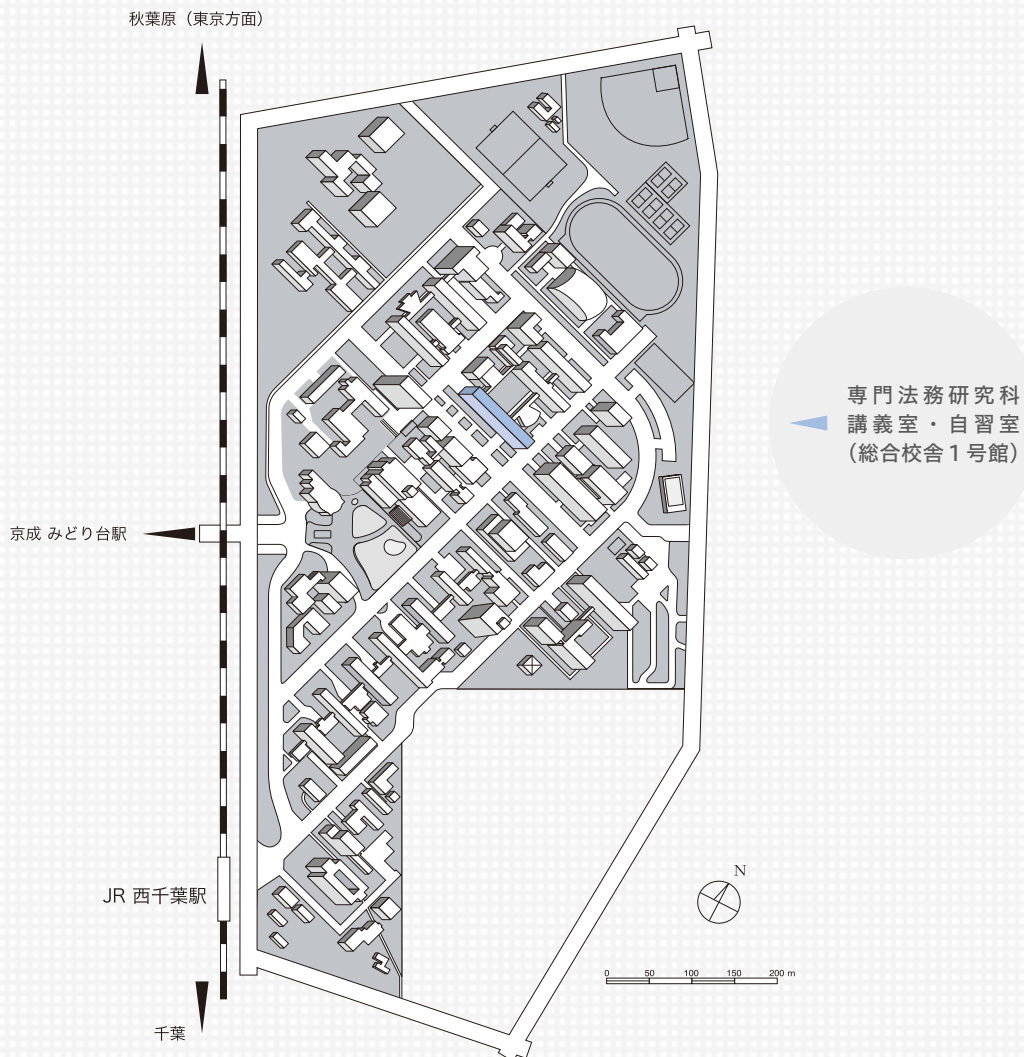 秋葉原（東京方面）
専門法務研究科
講義室・自習室
（総合校舎１号館）
京成 みどり台駅
JR 西千葉駅
N
0 50 100 150 200 m
千葉